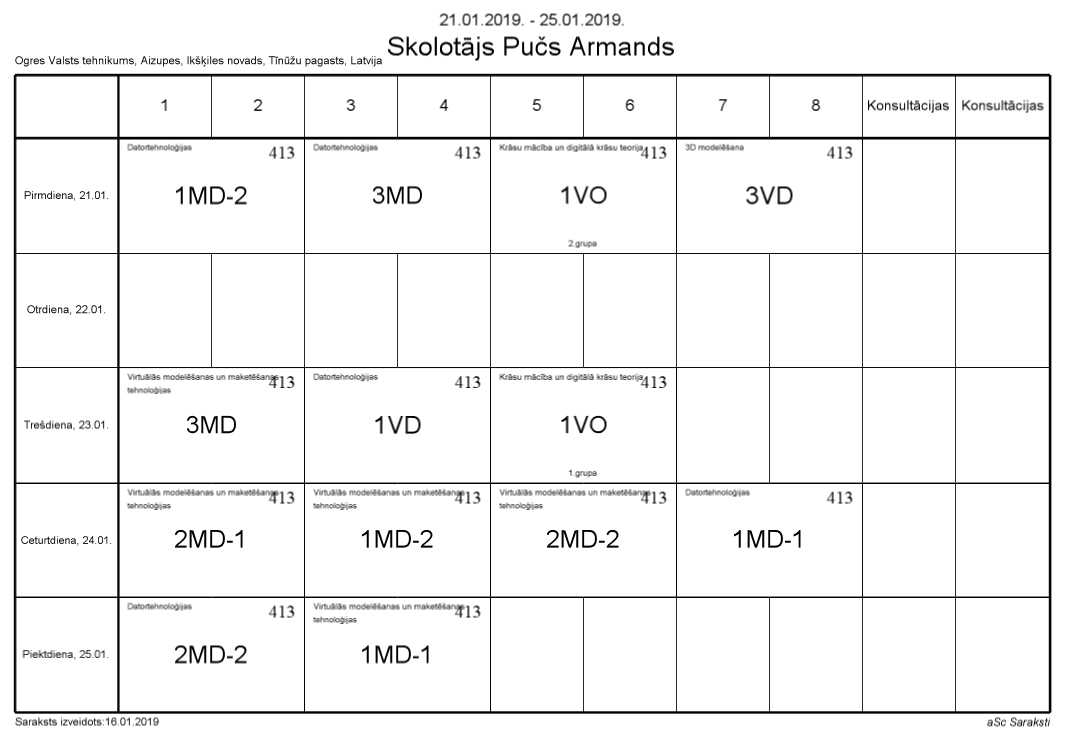 21.01.2019. - 25.01.2019.
Skolotājs Pučs Armands
Ogres Valsts tehnikums, Aizupes, Ikšķiles novads, Tīnūžu pagasts, Latvija
1 2 3 4 5 6 7 8 Konsultācijas Konsultācijas
Pirmdiena, 21.01.
Datortehnoloģijas 413
1MD-2
Datortehnoloģijas 413
3MD
Krāsu mācība un digitālā krāsu teorija 413
1VO
2.grupa
3D modelēšana 413
3VD
Otrdiena, 22.01.
Trešdiena, 23.01.
Virtuālās modelēšanas un maketēšanas 413
tehnoloģijas
3MD
Datortehnoloģijas 413
1VD
Krāsu mācība un digitālā krāsu teorija 413
1VO
1.grupa
Ceturtdiena, 24.01.
Virtuālās modelēšanas un maketēšanas 413
tehnoloģijas
2MD-1
Virtuālās modelēšanas un maketēšanas 413
tehnoloģijas
1MD-2
Virtuālās modelēšanas un maketēšanas 413
tehnoloģijas
2MD-2
Datortehnoloģijas 413
1MD-1
Piektdiena, 25.01.
Datortehnoloģijas 413
2MD-2
Virtuālās modelēšanas un maketēšanas 413
tehnoloģijas
1MD-1
Saraksts izveidots:16.01.2019
aSc Saraksti